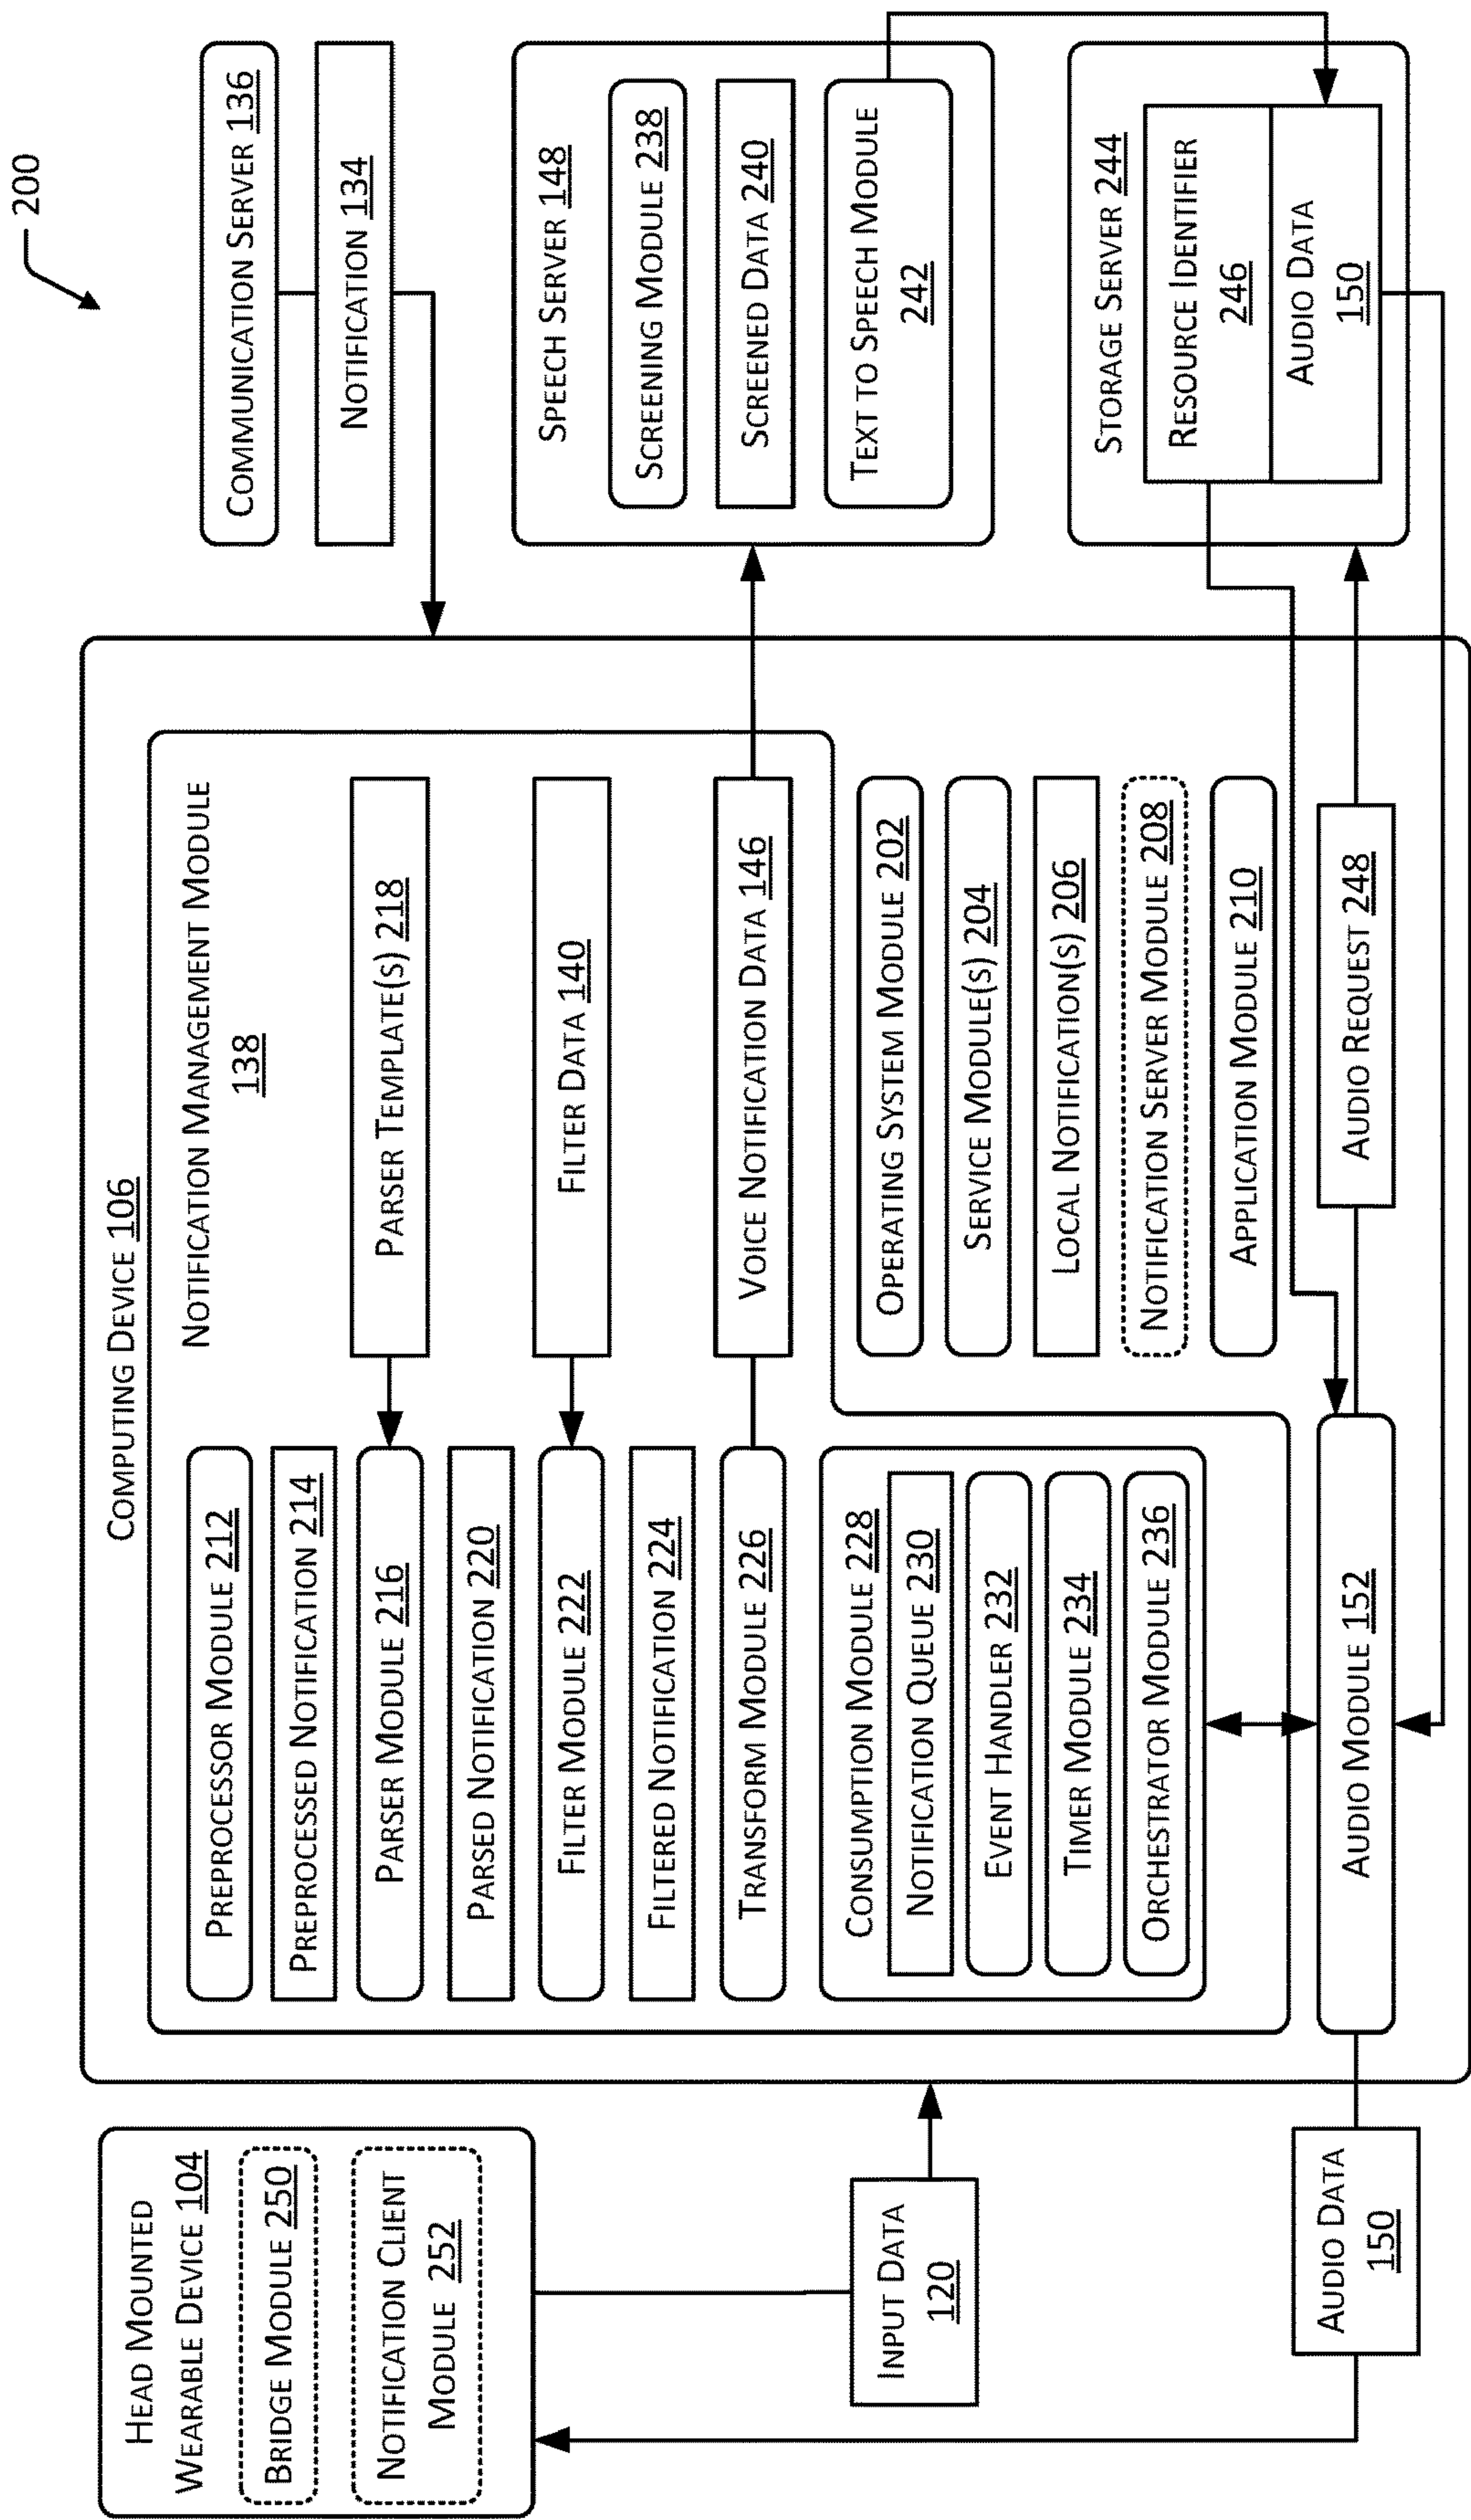 200
HEAD MOUNTED
WEARABLE DEVICE 104
BRIDGE MODULE 250
NOTIFICATION CLIENT
MODULE 252
INPUT DATA
120
AUDIO DATA
150
COMPUTING DEVICE 106
NOTIFICATION MANAGEMENT MODULE
138
PREPROCESSOR MODULE 212
PREPROCESSED NOTIFICATION 214
PARSER MODULE 216
PARSED NOTIFICATION 220
FILTER MODULE 222
FILTERED NOTIFICATION 224
TRANSFORM MODULE 226
CONSUMPTION MODULE 228
NOTIFICATION QUEUE 230
EVENT HANDLER 232
TIMER MODULE 234
ORCHESTRATOR MODULE 236
AUDIO MODULE 152
PARSER TEMPLATE(S) 218
FILTER DATA 140
VOICE NOTIFICATION DATA 146
OPERATING SYSTEM MODULE 202
SERVICE MODULE(S) 204
LOCAL NOTIFICATION(S) 206
NOTIFICATION SERVER MODULE 208
APPLICATION MODULE 210
AUDIO REQUEST 248
COMMUNICATION SERVER 136
NOTIFICATION 134
SPEECH SERVER 148
SCREENING MODULE 238
SCREENED DATA 240
TEXT TO SPEECH MODULE
242
STORAGE SERVER 244
RESOURCE IDENTIFIER
246
AUDIO DATA
150